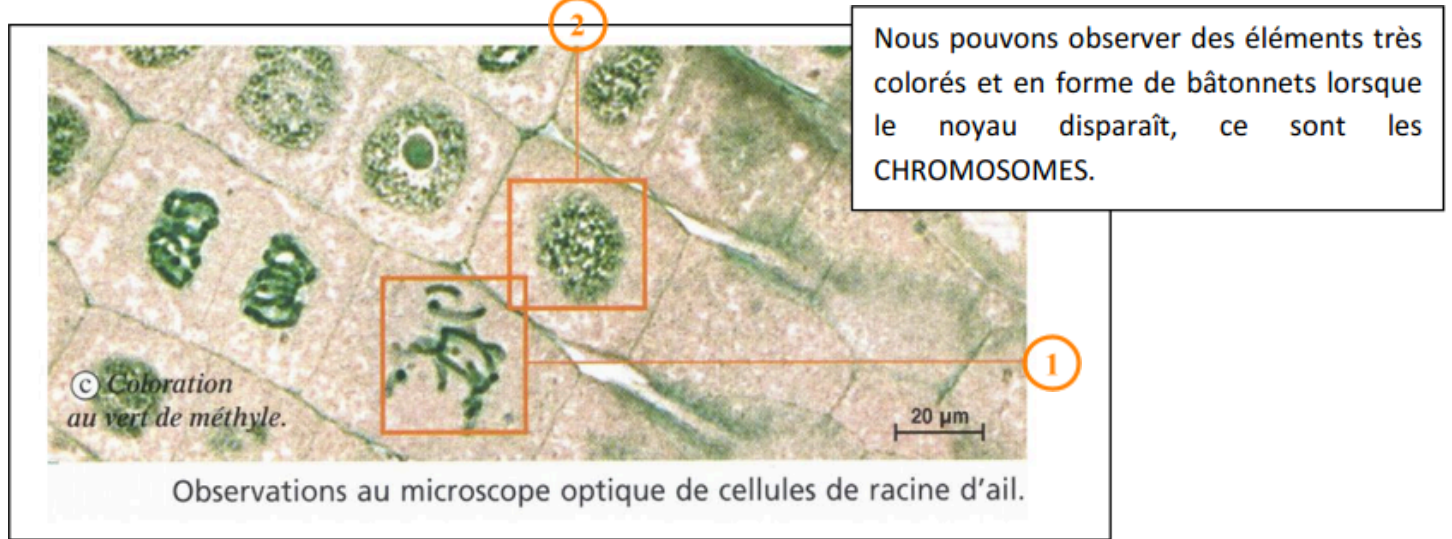 2
Nous pouvons observer des éléments très
colorés et en forme de bâtonnets lorsque
le noyau disparaît, ce sont les
CHROMOSOMES.
1
c Coloration
au vert de méthyle.
20 µm
Observations au microscope optique de cellules de racine d'ail.